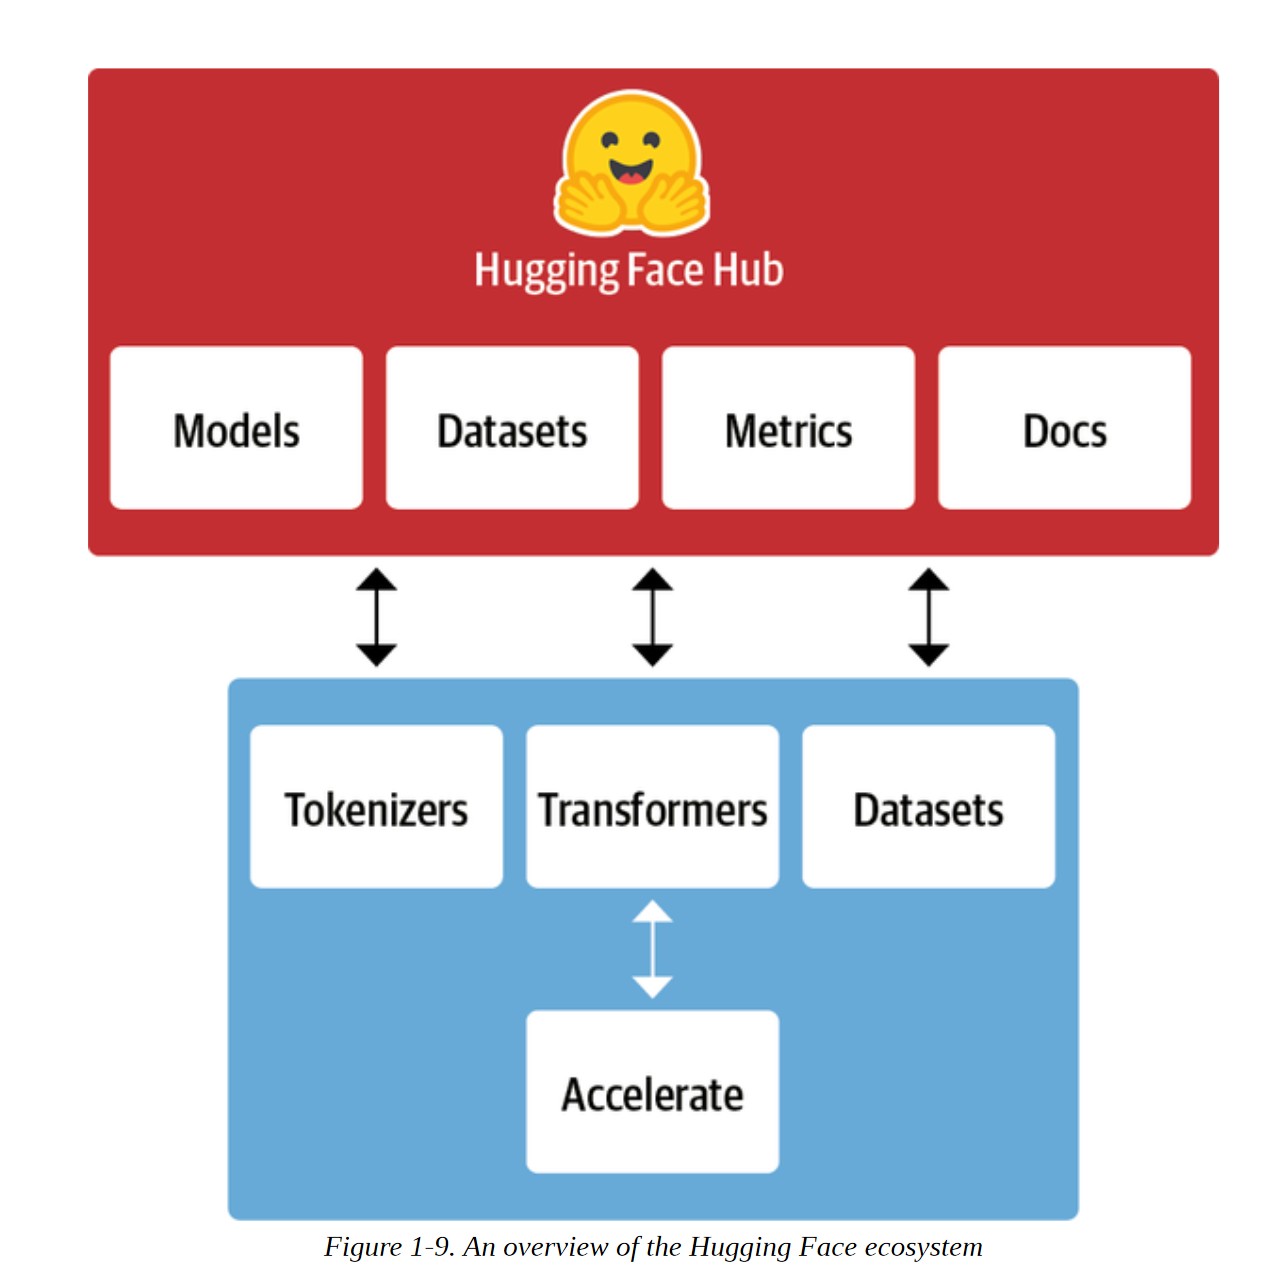 Hugging Face Hub
Models
Datasets
Metrics
Docs
Tokenizers
Transformers
Datasets
Accelerate
Figure 1-9. An overview of the Hugging Face ecosystem